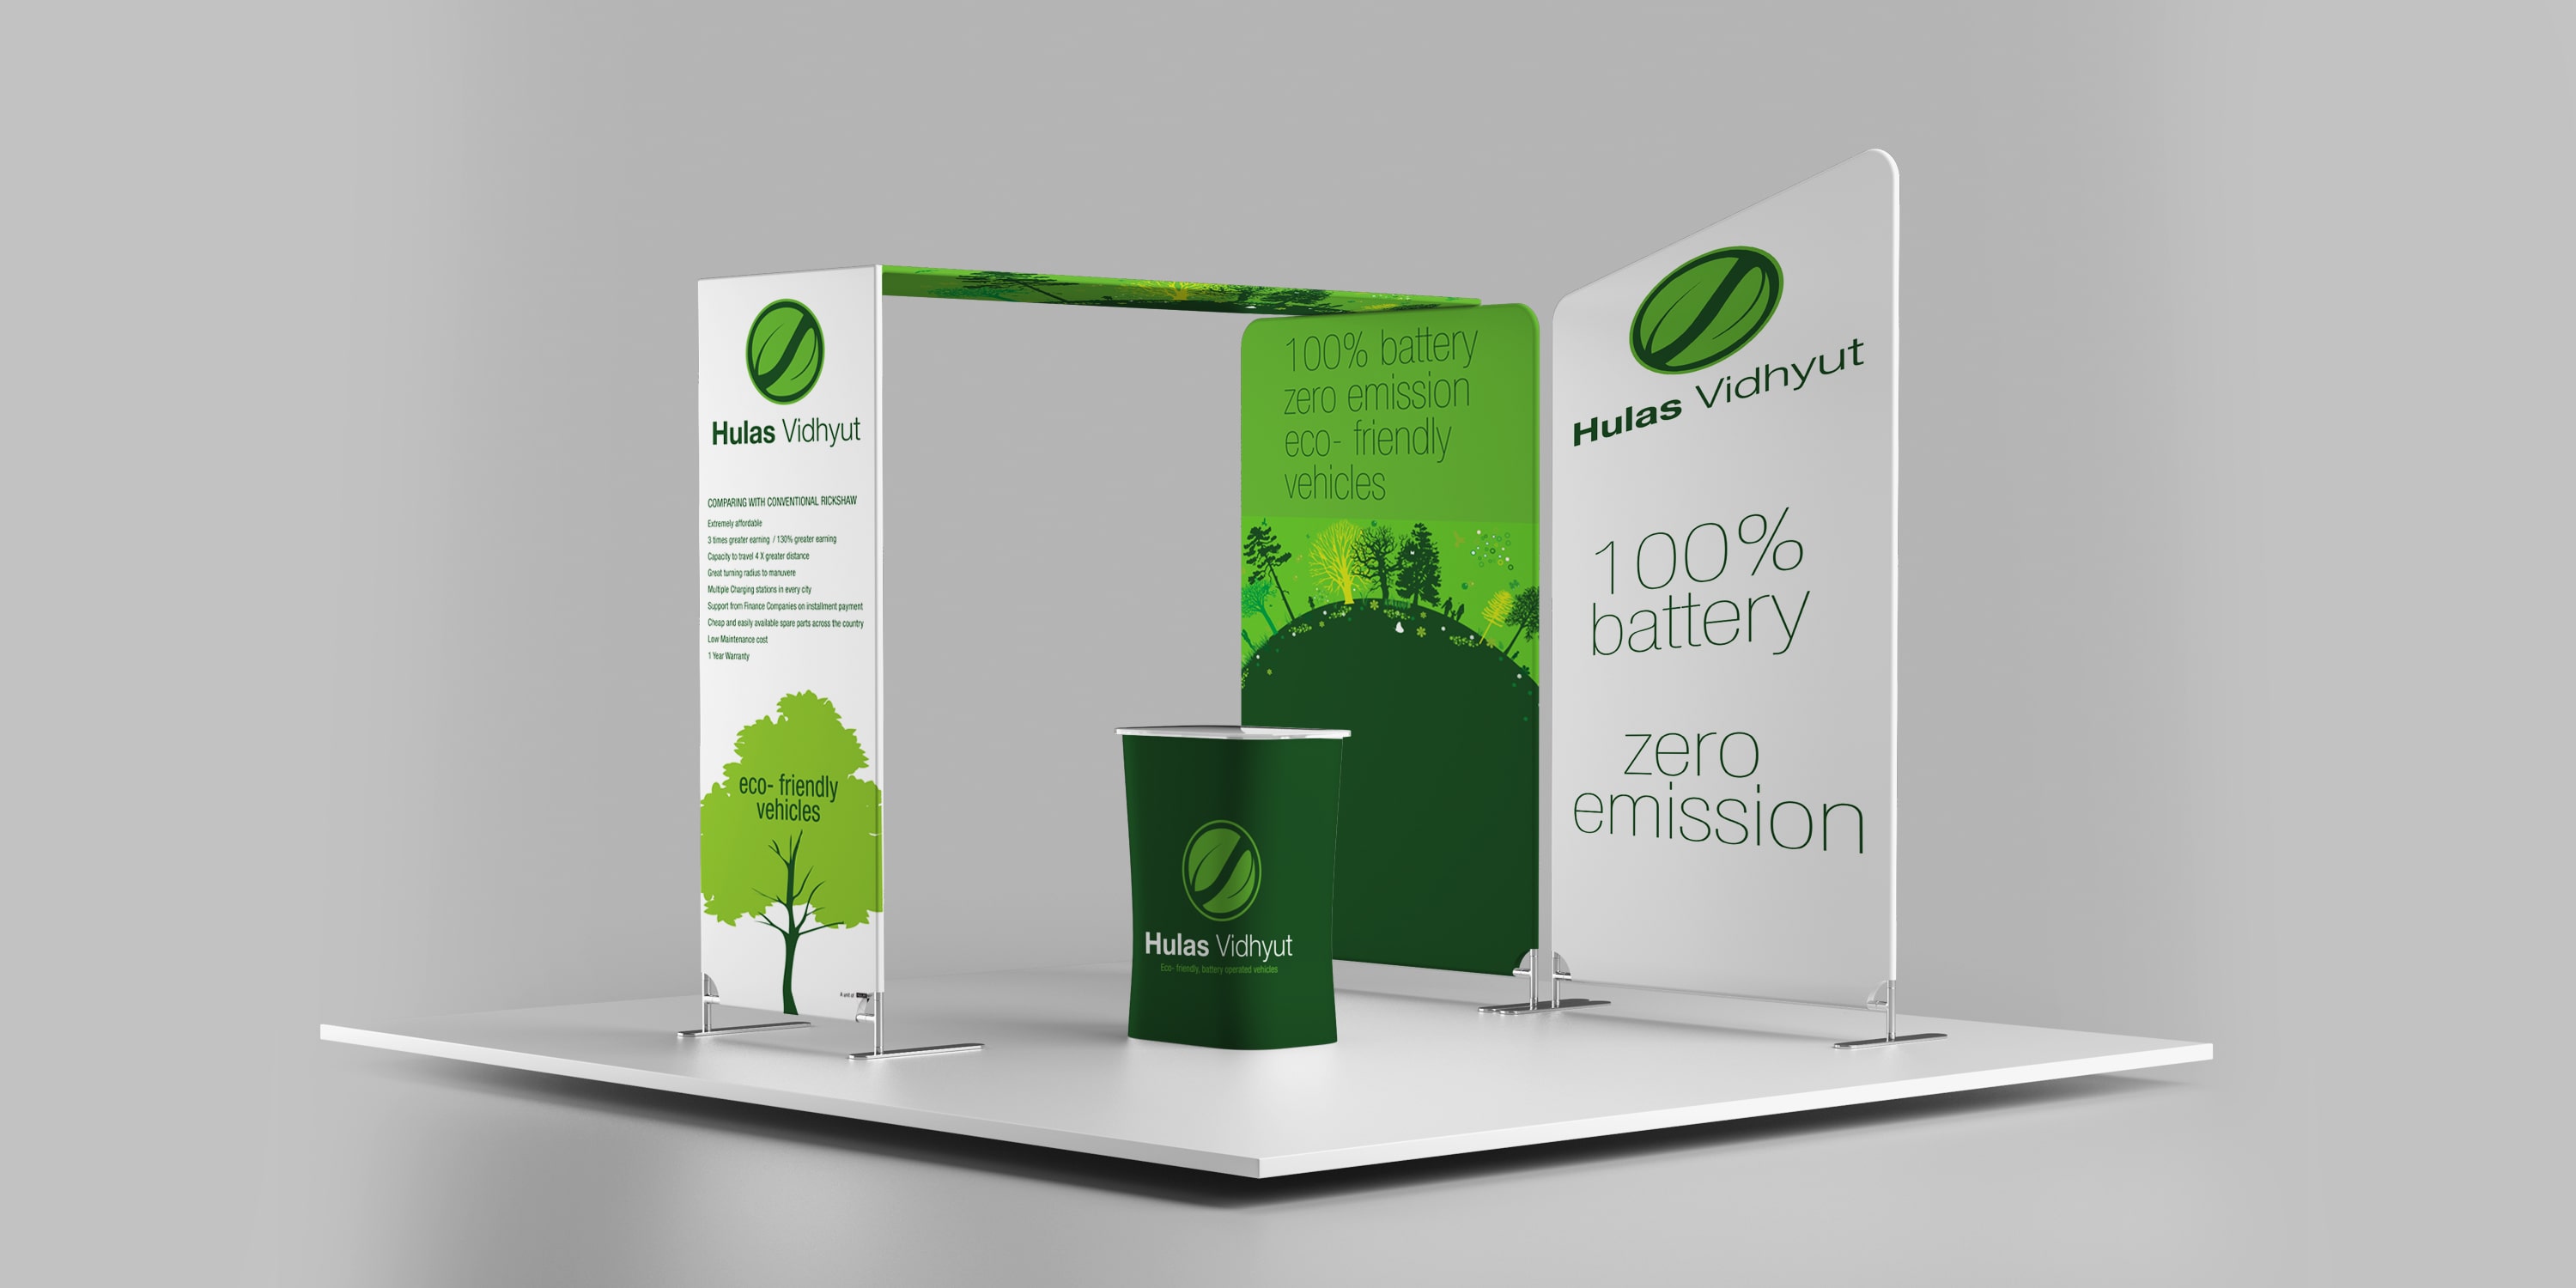 Hulas Vidhyut
COMPARING WITH CONVENTIONAL RICKSHAW
Extremely affordable
3 times greater earning / 130% greater earning
Capacity to travel 4 X greater distance
Great turning radius to manuvere
Multiple Charging stations in every city
Support from Finance Companies on installment payment
Cheap and easily available spare parts across the country
Low Maintenance cost
1 Year Warranty
eco- friendly
vehicles
A unit of
Hulas Vidhyut
Eco- friendly, battery operated vehicles
100% battery
zero emission
eco- friendly
vehicles
Hulas Vidhyut
100%
battery
zero
emission